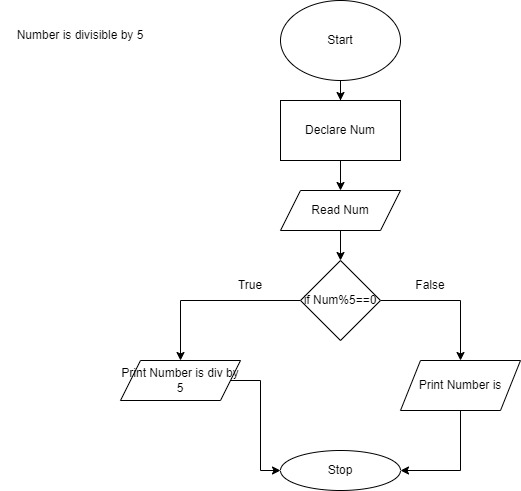 Number is divisible by 5
Start
Declare Num
Read Num
if Num%5==0
True
False
Print Number is div by
5
Print Number is
Stop